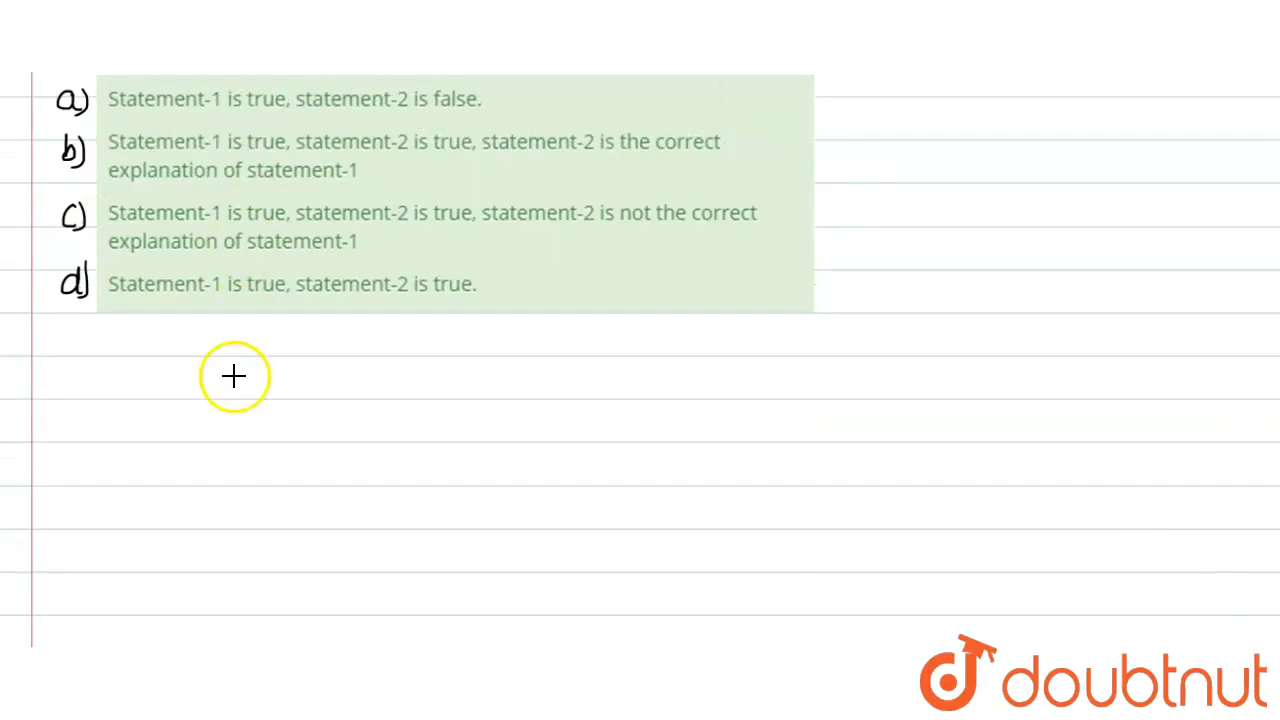 a) Statement-1 is true, statement-2 is false.
b) Statement-1 is true, statement-2 is true, statement-2 is the correct
explanation of statement-1
c) Statement-1 is true, statement-2 is true, statement-2 is not the correct
explanation of statement-1
d) Statement-1 is true, statement-2 is true.
doubtnut